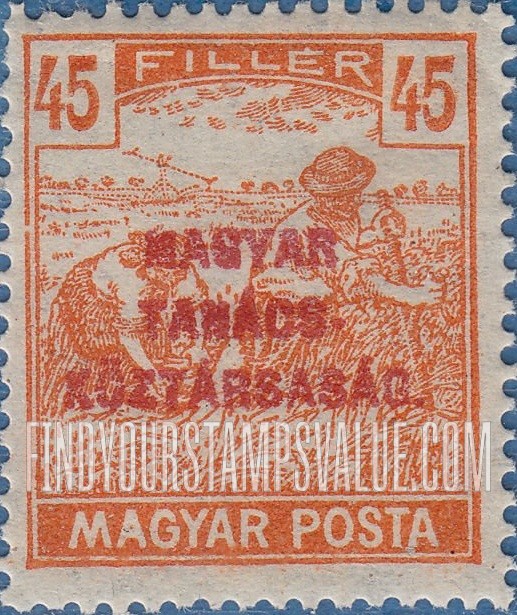 45 FILLÉR 45
MAGYAR
TANÁCS-
KÖZTÁRSASÁG.
FINDYOURSTAMPSVALUE.COM
MAGYAR POSTA